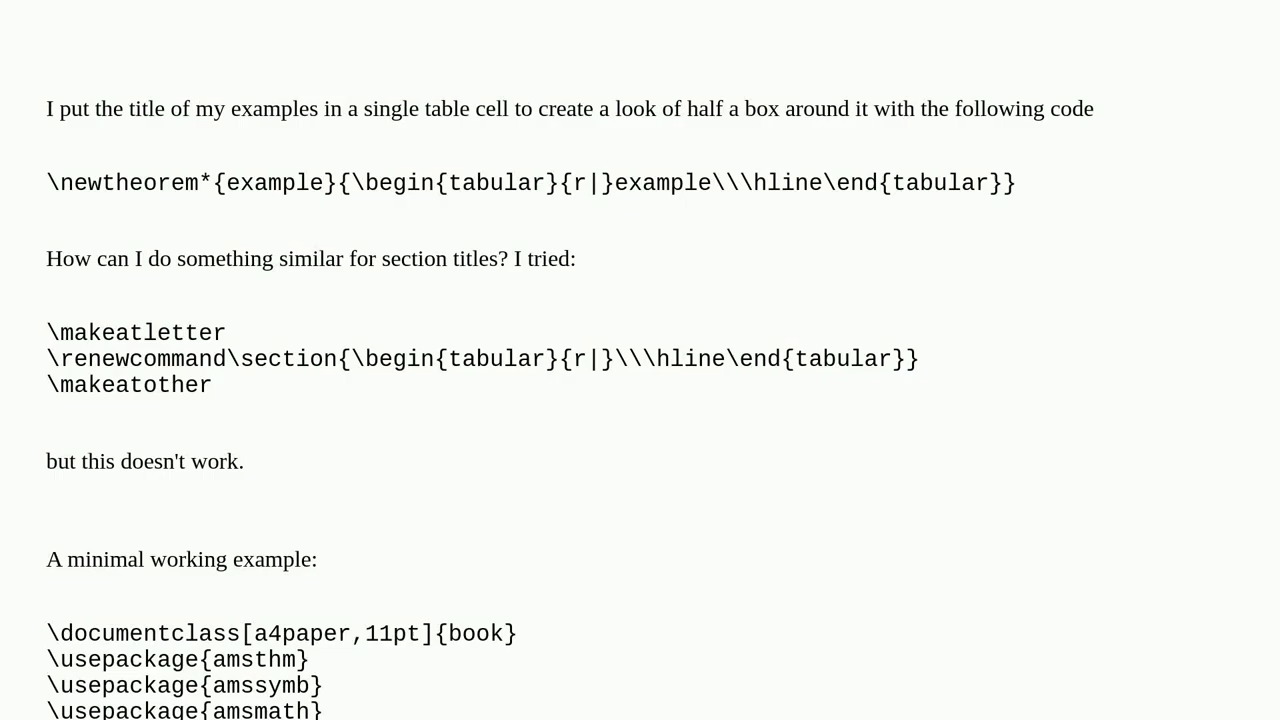 I put the title of my examples in a single table cell to create a look of half a box around it with the following code
\newtheorem*{example}{\begin{tabular}{r|}example\\\hline\end{tabular}}
How can I do something similar for section titles? I tried:
\makeatletter
\renewcommand\section{\begin{tabular}{r|}\\\hline\end{tabular}}
\makeatother
but this doesn't work.
A minimal working example:
\documentclass[a4paper,11pt]{book}
\usepackage{amsthm}
\usepackage{amssymb}
\usepackage{amsmath}